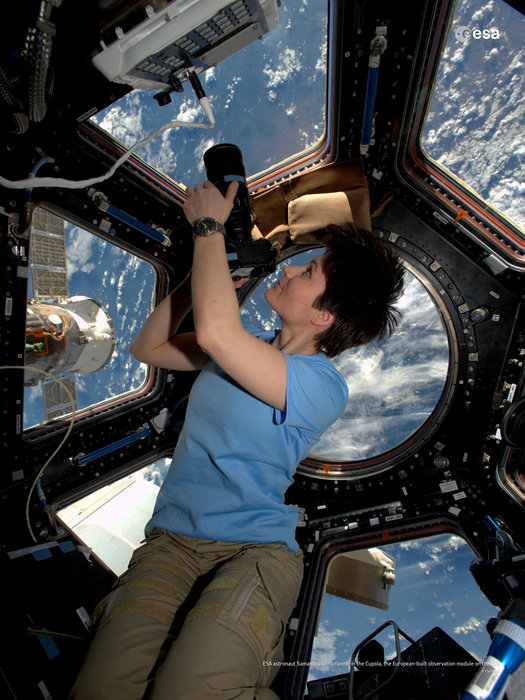 esa
ESA astronaut Samantha Cristoforetti in the Cupola, the European-built observation module on the